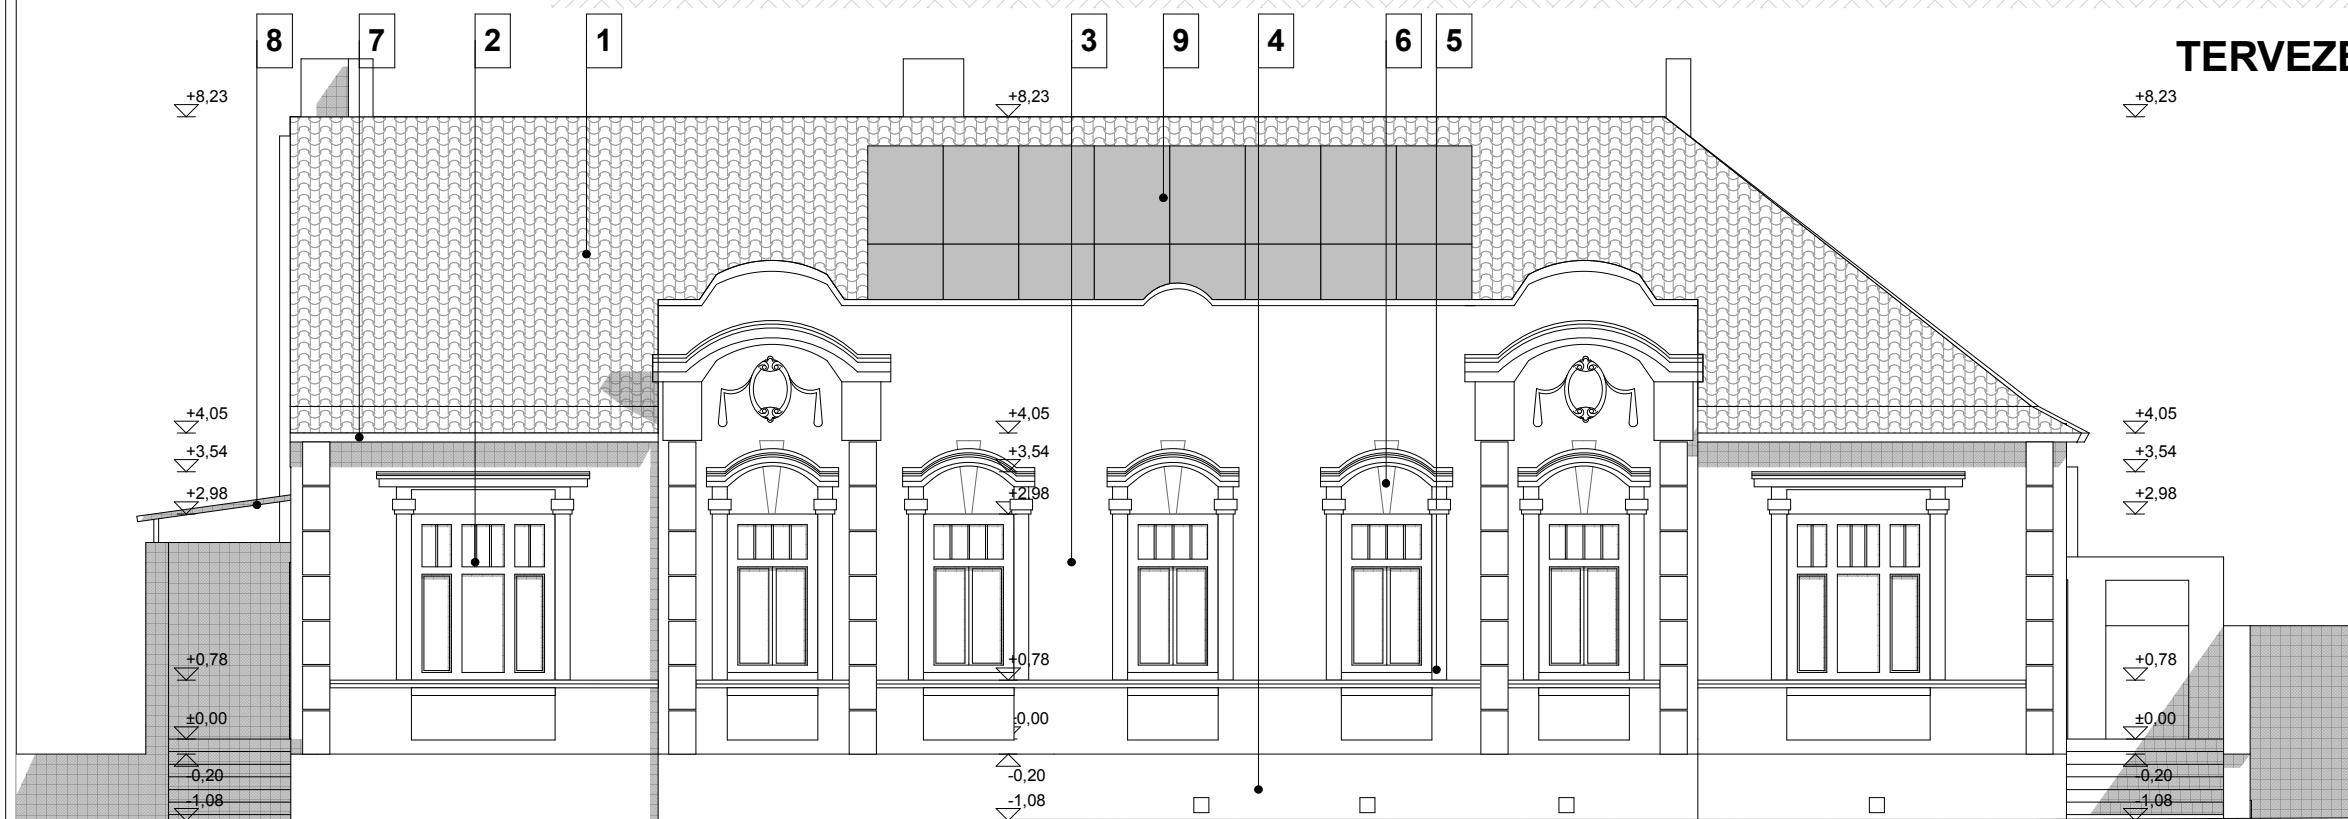 8 7 2 1 3 9 4 6 5
TERVEZE
+8,23 +8,23 +8,23
+4,05 +4,05 +4,05
+3,54 +3,54 +3,54
+2,98 +2,98 +2,98
+0,78 +0,78 +0,78
±0,00 ±0,00 ±0,00
-0,20 -0,20 -0,20
-1,08 -1,08 -1,08